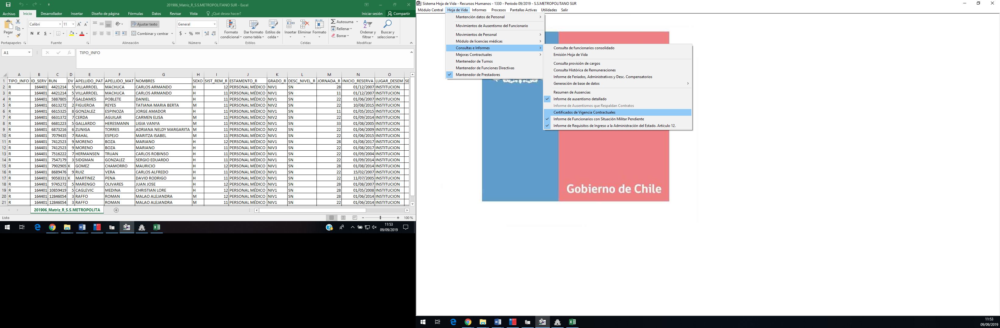 201906_Matriz_R_S.S.METROPOLITANO SUR - Excel
Archivo Inicio Desarrollador Insertar Diseño de página Fórmulas Datos Revisar Vista ¿Qué desea hacer? Iniciar sesión Compartir
Pegar Calibri 11 N K S Ajustar texto Combinar y centrar General $ % 000
Formato condicional Dar formato como tabla Estilos de celda Insertar Eliminar Formato Autosuma Rellenar Borrar Ordenar y filtrar Buscar y seleccionar
Portapapeles Fuente Alineación Número Estilos Celdas Modificar
A1 fx TIPO_INFO
A B C D E F G H I J K L M N O
1 TIPO_INFO ID_SERV RUN DV APELLIDO_PAT APELLIDO_MAT NOMBRES SEXO SIST_REM_R ESTAMENTO_R GRADO_R DESC_NIVEL_R JORNADA_R INICIO_RESERVA LUGAR_DESEM SE
2 R 164401 4421214 5 VILLARROEL MACHUCA CARLOS ARMANDO H 12 PERSONAL MÉDICO NIV1 SN 28 01/12/2007 INSTITUCION
3 R 164401 4421214 5 VILLARROEL MACHUCA CARLOS ARMANDO H 11 PERSONAL MÉDICO NIV1 SN 11 01/12/2007 INSTITUCION
4 R 164401 5887805 7 GALDAMES POBLETE DANIEL H 11 PERSONAL MÉDICO NIV1 SN 22 01/06/2007 INSTITUCION
5 R 164401 6613272 2 FIGUEROA REYES TATIANA MARIA BERTA M 11 PERSONAL MÉDICO NIV2 SN 22 10/08/2015 INSTITUCION
6 R 164401 6615325 8 GONZALEZ ESPINOZA JORGE AMADOR H 11 PERSONAL MÉDICO NIV1 SN 11 01/05/2015 INSTITUCION
7 R 164401 6631372 7 CERDA AGUILAR CARMEN ELISA M 11 PERSONAL MÉDICO NIV2 SN 22 01/09/2014 INSTITUCION
8 R 164401 6681223 5 GALLARDO HERESMANN LIGIA VANYA M 11 PERSONAL MÉDICO NIV1 SN 33 01/08/2005 INSTITUCION
9 R 164401 6873216 6 ZUNIGA TORRES ADRIANA NELDY MARGARITA M 11 PERSONAL MÉDICO NIV2 SN 22 01/04/2009 INSTITUCION
10 R 164401 7079435 7 RAHAL ESPEJO MARITZA ISABEL M 11 PERSONAL MÉDICO NIV1 SN 22 01/06/2015 INSTITUCION
11 R 164401 7412523 9 MORENO BOZA MARIANO H 12 PERSONAL MÉDICO NIV1 SN 28 01/08/2017 INSTITUCION
12 R 164401 7412523 9 MORENO BOZA MARIANO H 11 PERSONAL MÉDICO NIV3 SN 22 01/08/2017 INSTITUCION
13 R 164401 7516222 7 HERMANSEN TRUAN CARLOS ROBINSO H 11 PERSONAL MÉDICO NIV1 SN 22 01/09/2004 INSTITUCION
14 R 164401 7547179 3 SIDGMAN GONZALEZ SERGIO EDUARDO H 11 PERSONAL MÉDICO NIV1 SN 22 01/09/2014 INSTITUCION
15 R 164401 7902905 K GOMEZ CHAMORRO MAURICIO H 12 PERSONAL MÉDICO NIV1 SN 28 01/08/2014 INSTITUCION
16 R 164401 8689476 9 RUIZ VERA CARLOS ALFREDO H 11 PERSONAL MÉDICO NIV1 SN 22 15/02/2007 INSTITUCION
17 R 164401 9058331 K MARTINEZ PENA DAVID RODRIGO H 11 PERSONAL MÉDICO NIV1 SN 22 11/07/2005 INSTITUCION
18 R 164401 9745272 5 MARENGO OLIVARES JUAN JOSE H 12 PERSONAL MÉDICO NIV1 SN 28 01/08/2007 INSTITUCION
19 R 164401 10859419 5 CAGLEVIC MEDINA CHRISTIAN LORE H 12 PERSONAL MÉDICO NIV1 SN 28 01/05/2008 INSTITUCION
20 R 164401 12846054 3 RAFFO ROMAN MALAO ALEJANDRA M 12 PERSONAL MÉDICO NIV1 SN 28 01/06/2014 INSTITUCION
21 R 164401 12846054 3 RAFFO ROMAN MALAO ALEJANDRA M 11 PERSONAL MÉDICO NIV1 SN 22 01/06/2014 INSTITUCION
201906_Matriz_R_S.S.METROPOLITA
Listo 100 %
11:53
09/09/2019
Sistema Hoja de Vida - Recursos Humanos - 1330 - Período 09/2019 - S.S.METROPOLITANO SUR
Módulo Central Hoja de Vida Informes Procesos Pantallas Activas Utilidades Salir
Mantención datos de Personal
Movimientos de Ausentismo del Funcionario
Movimientos de Personal
Módulo de licencias médicas
Consultas e Informes
Mejoras Contractuales
Mantenedor de Turnos
Mantenedor de Funciones Directivas
Mantenedor de Prestadores
Consulta de funcionarios consolidado
Emisión Hoja de Vida
Consulta provisión de cargos
Consulta Histórica de Remuneraciones
Informe de Feriados, Administrativos y Desc. Compensatorios
Generación de base de datos
Resumen de Ausencias
Informe de ausentismo detallado
Informe de Ausentismos que Respaldan Contratos
Certificados de Vigencia Contractuales
Informe de Funcionarios con Situación Militar Pendiente
Informe de Requisitos de Ingreso a la Administración del Estado. Artículo 12.
Gobierno de Chile
11:53
09/09/2019